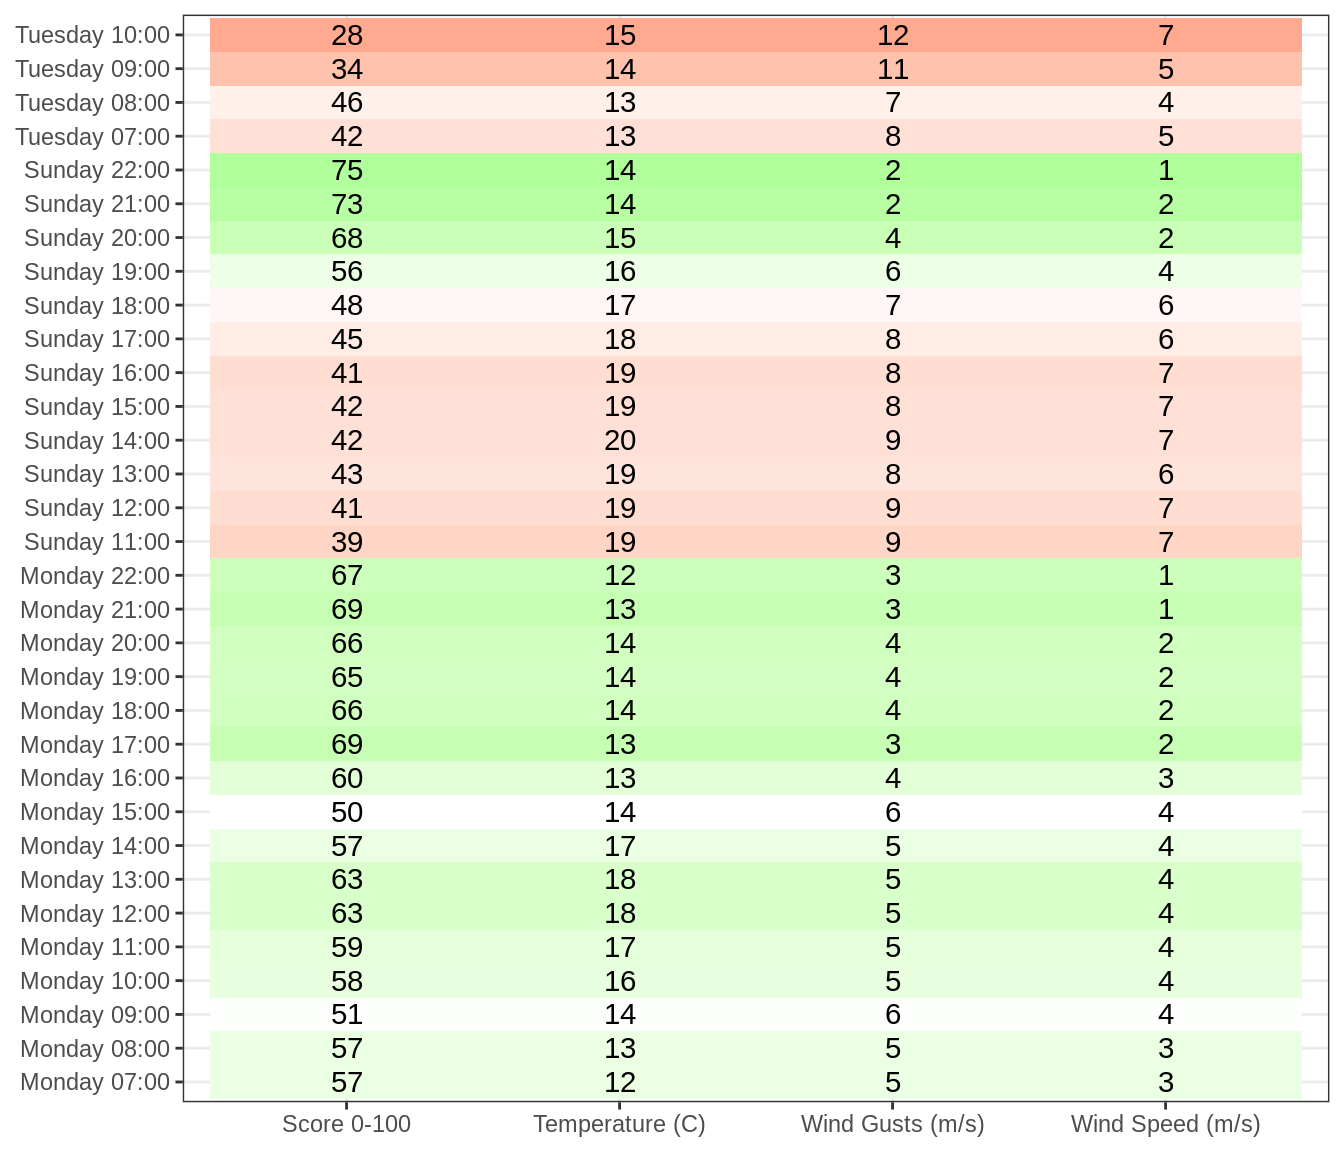 Tuesday 10:00 28 15 12 7
Tuesday 09:00 34 14 11 5
Tuesday 08:00 46 13 7 4
Tuesday 07:00 42 13 8 5
Sunday 22:00 75 14 2 1
Sunday 21:00 73 14 2 2
Sunday 20:00 68 15 4 2
Sunday 19:00 56 16 6 4
Sunday 18:00 48 17 7 6
Sunday 17:00 45 18 8 6
Sunday 16:00 41 19 8 7
Sunday 15:00 42 19 8 7
Sunday 14:00 42 20 9 7
Sunday 13:00 43 19 8 6
Sunday 12:00 41 19 9 7
Sunday 11:00 39 19 9 7
Monday 22:00 67 12 3 1
Monday 21:00 69 13 3 1
Monday 20:00 66 14 4 2
Monday 19:00 65 14 4 2
Monday 18:00 66 14 4 2
Monday 17:00 69 13 3 2
Monday 16:00 60 13 4 3
Monday 15:00 50 14 6 4
Monday 14:00 57 17 5 4
Monday 13:00 63 18 5 4
Monday 12:00 63 18 5 4
Monday 11:00 59 17 5 4
Monday 10:00 58 16 5 4
Monday 09:00 51 14 6 4
Monday 08:00 57 13 5 3
Monday 07:00 57 12 5 3
Score 0-100 Temperature (C) Wind Gusts (m/s) Wind Speed (m/s)